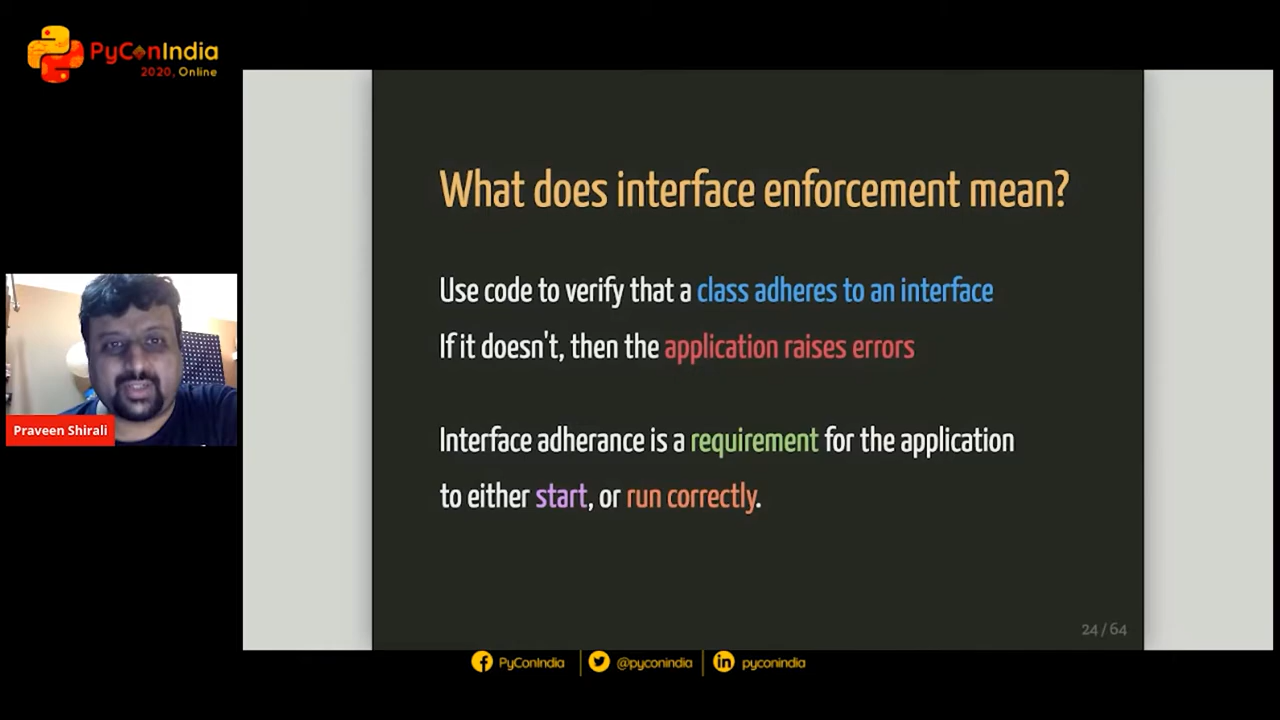 PyConIndia
2020, Online
What does interface enforcement mean?
Use code to verify that a class adheres to an interface
If it doesn't, then the application raises errors
Interface adherance is a requirement for the application
to either start, or run correctly.
Praveen Shirali
24 / 64
PyConIndia
@pyconindia
pyconindia